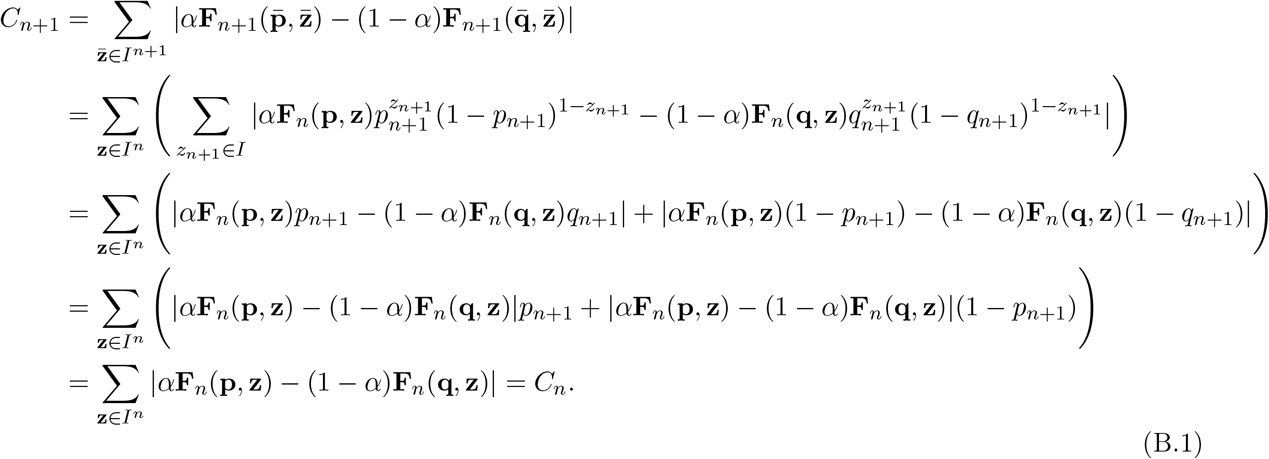 C_{n+1} = \sum_{\bar{\mathbf{z}} \in I^{n+1}} |\alpha \mathbf{F}_{n+1}(\bar{\mathbf{p}}, \bar{\mathbf{z}}) - (1 - \alpha) \mathbf{F}_{n+1}(\bar{\mathbf{q}}, \bar{\mathbf{z}})|
= \sum_{\mathbf{z} \in I^n} \left( \sum_{z_{n+1} \in I} |\alpha \mathbf{F}_n(\mathbf{p}, \mathbf{z}) p_{n+1}^{z_{n+1}} (1 - p_{n+1})^{1 - z_{n+1}} - (1 - \alpha) \mathbf{F}_n(\mathbf{q}, \mathbf{z}) q_{n+1}^{z_{n+1}} (1 - q_{n+1})^{1 - z_{n+1}}| \right)
= \sum_{\mathbf{z} \in I^n} \left( |\alpha \mathbf{F}_n(\mathbf{p}, \mathbf{z}) p_{n+1} - (1 - \alpha) \mathbf{F}_n(\mathbf{q}, \mathbf{z}) q_{n+1}| + |\alpha \mathbf{F}_n(\mathbf{p}, \mathbf{z})(1 - p_{n+1}) - (1 - \alpha) \mathbf{F}_n(\mathbf{q}, \mathbf{z})(1 - q_{n+1})| \right)
= \sum_{\mathbf{z} \in I^n} \left( |\alpha \mathbf{F}_n(\mathbf{p}, \mathbf{z}) - (1 - \alpha) \mathbf{F}_n(\mathbf{q}, \mathbf{z})| p_{n+1} + |\alpha \mathbf{F}_n(\mathbf{p}, \mathbf{z}) - (1 - \alpha) \mathbf{F}_n(\mathbf{q}, \mathbf{z})| (1 - p_{n+1}) \right)
= \sum_{\mathbf{z} \in I^n} |\alpha \mathbf{F}_n(\mathbf{p}, \mathbf{z}) - (1 - \alpha) \mathbf{F}_n(\mathbf{q}, \mathbf{z})| = C_n.
(B.1)